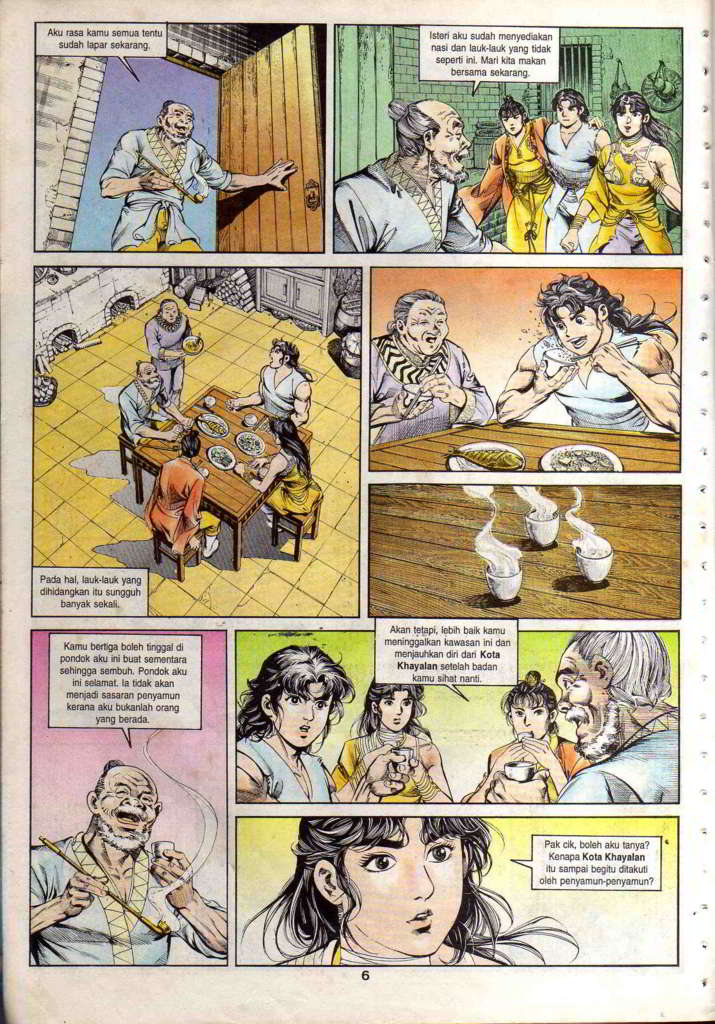 Aku rasa kamu semua tentu
sudah lapar sekarang.
Isteri aku sudah menyediakan
nasi dan lauk-lauk yang tidak
seperti ini. Mari kita makan
bersama sekarang.
Pada hal, lauk-lauk yang
dihidangkan itu sungguh
banyak sekali.
Kamu bertiga boleh tinggal di
pondok aku ini buat sementara
sehingga sembuh. Pondok aku
ini selamat. Ia tidak akan
menjadi sasaran penyamun
kerana aku bukanlah orang
yang berada.
Akan tetapi, lebih baik kamu
meninggalkan kawasan ini dan
menjauhkan diri dari Kota
Khayalan setelah badan
kamu sihat nanti.
Pak cik, boleh aku tanya?
Kenapa Kota Khayalan
itu sampai begitu ditakuti
oleh penyamun-penyamun?
6